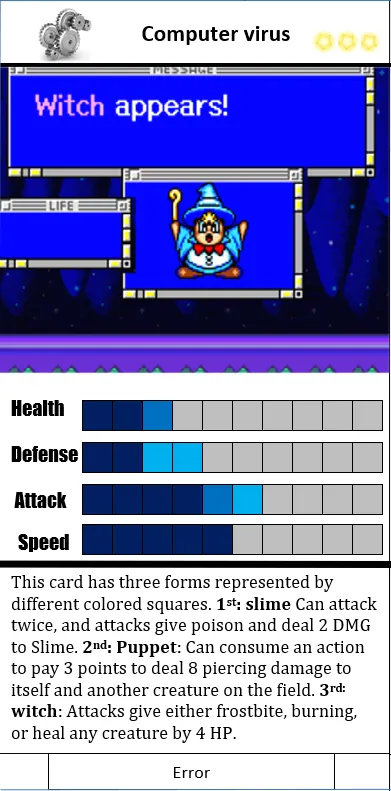 Computer virus
MESSAGE
Witch appears!
LIFE
Health
Defense
Attack
Speed
This card has three forms represented by
different colored squares. 1st: slime Can attack
twice, and attacks give poison and deal 2 DMG
to Slime. 2nd: Puppet: Can consume an action
to pay 3 points to deal 8 piercing damage to
itself and another creature on the field. 3rd:
witch: Attacks give either frostbite, burning,
or heal any creature by 4 HP.
Error